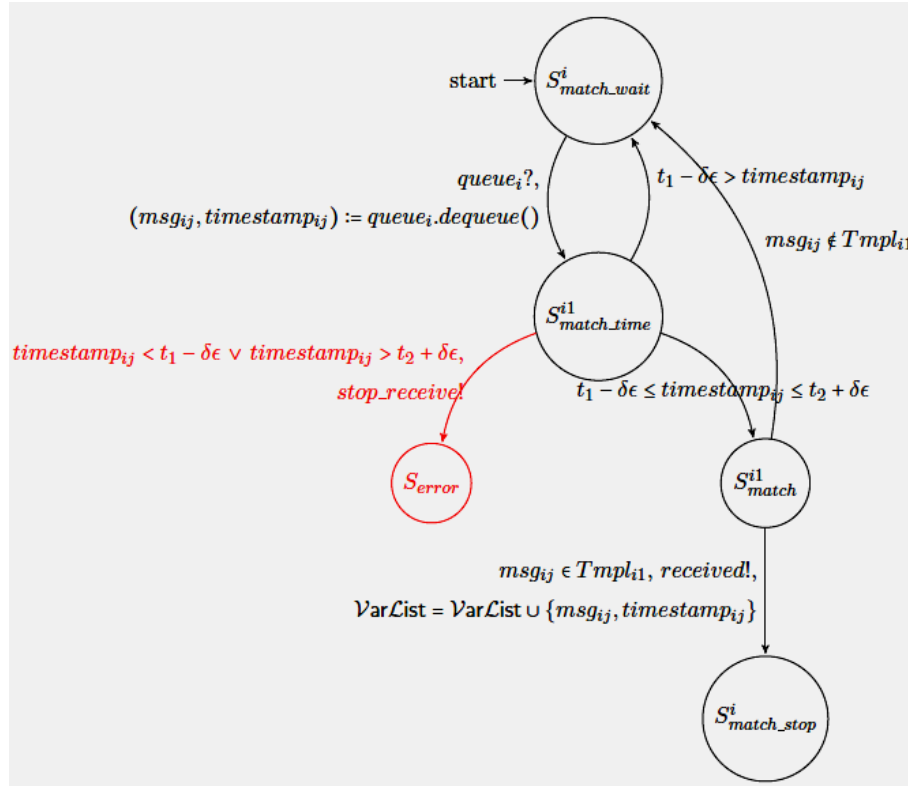 start
S^i_match_wait
queue_i?,
(msg_ij, timestamp_ij) := queue_i.dequeue()
t_1 − δϵ > timestamp_ij
msg_ij ∉ Tmpl_i1
S^i1_match_time
timestamp_ij < t_1 − δϵ ∨ timestamp_ij > t_2 + δϵ,
stop_receive!
t_1 − δϵ ≤ timestamp_ij ≤ t_2 + δϵ
S_error
S^i1_match
msg_ij ϵ Tmpl_i1, received!,
𝒱arℒist = 𝒱arℒist ∪ {msg_ij, timestamp_ij}
S^i_match_stop